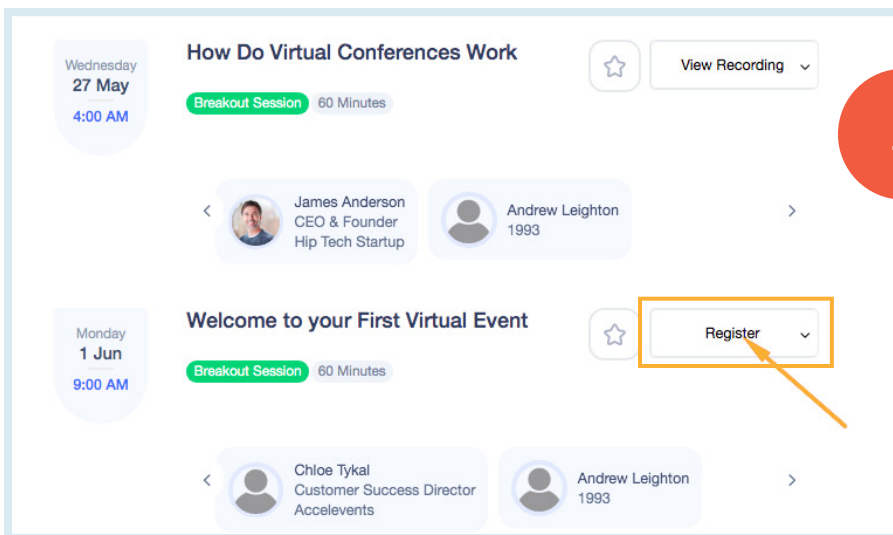 Wednesday
27 May
4:00 AM
How Do Virtual Conferences Work
Breakout Session 60 Minutes
View Recording
James Anderson
CEO & Founder
Hip Tech Startup
Andrew Leighton
1993
Monday
1 Jun
9:00 AM
Welcome to your First Virtual Event
Breakout Session 60 Minutes
Register
Chloe Tykal
Customer Success Director
Accelevents
Andrew Leighton
1993